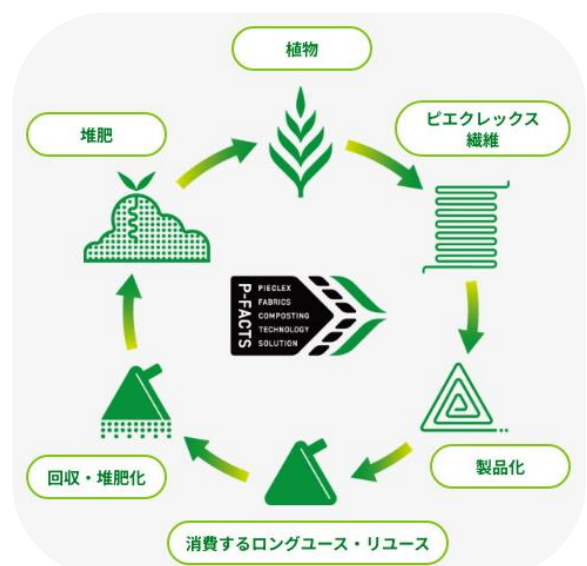 植物
ピエクレックス
繊維
製品化
消費するロングユース・リユース
回収・堆肥化
堆肥
P-FACTS
PIECLEX
FABRICS
COMPOSTING
TECHNOLOGY
SOLUTION